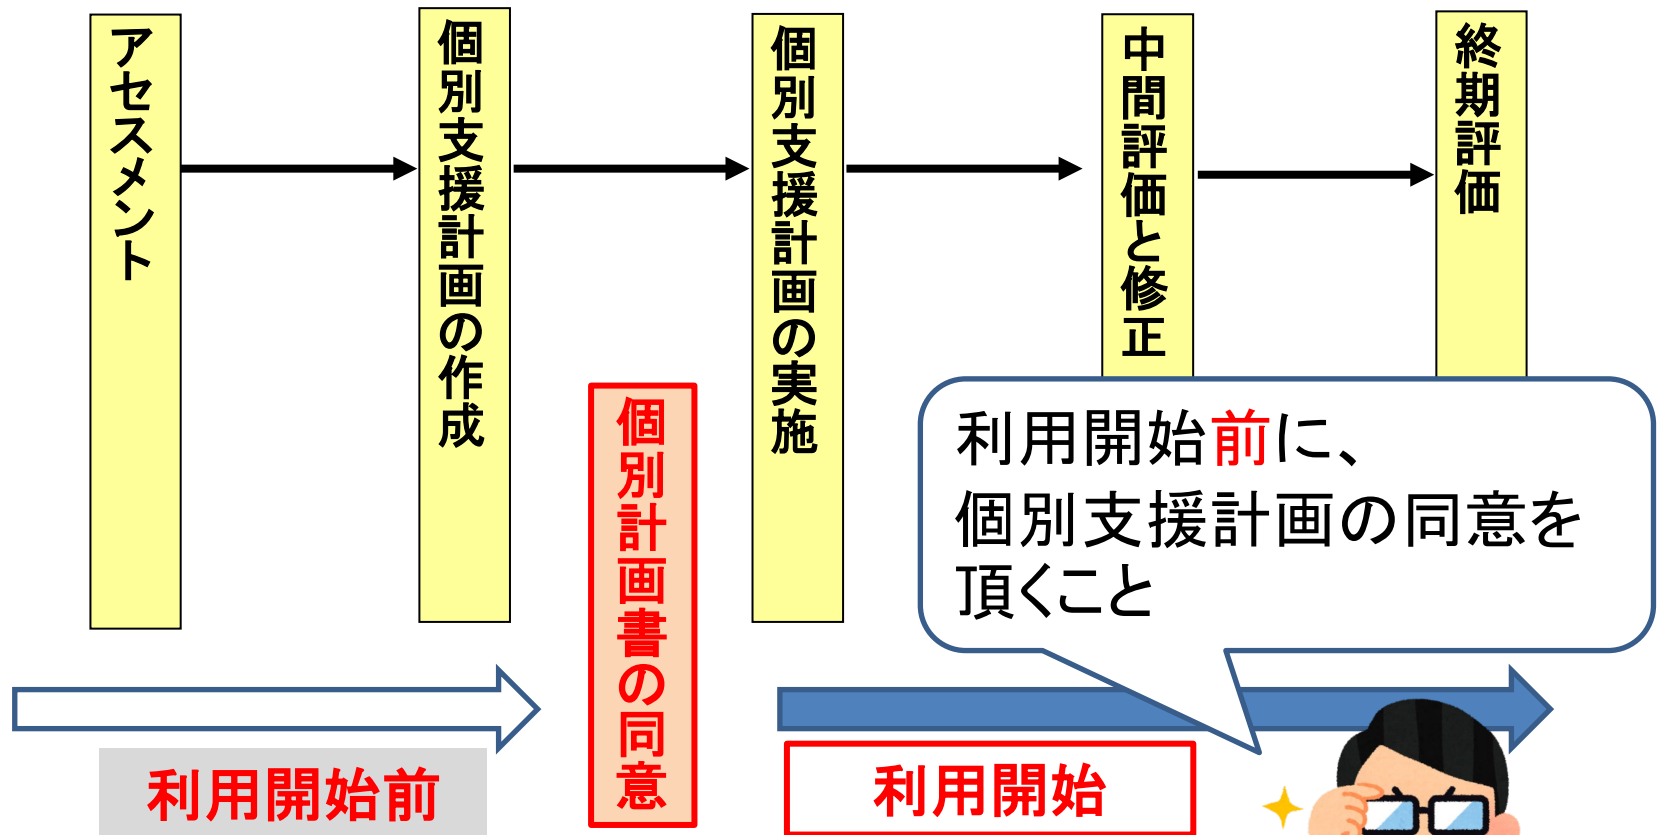 アセスメント
個別支援計画の作成
個別計画書の同意
個別支援計画の実施
中間評価と修正
終期評価
利用開始前に、
個別支援計画の同意を
頂くこと
利用開始前
利用開始